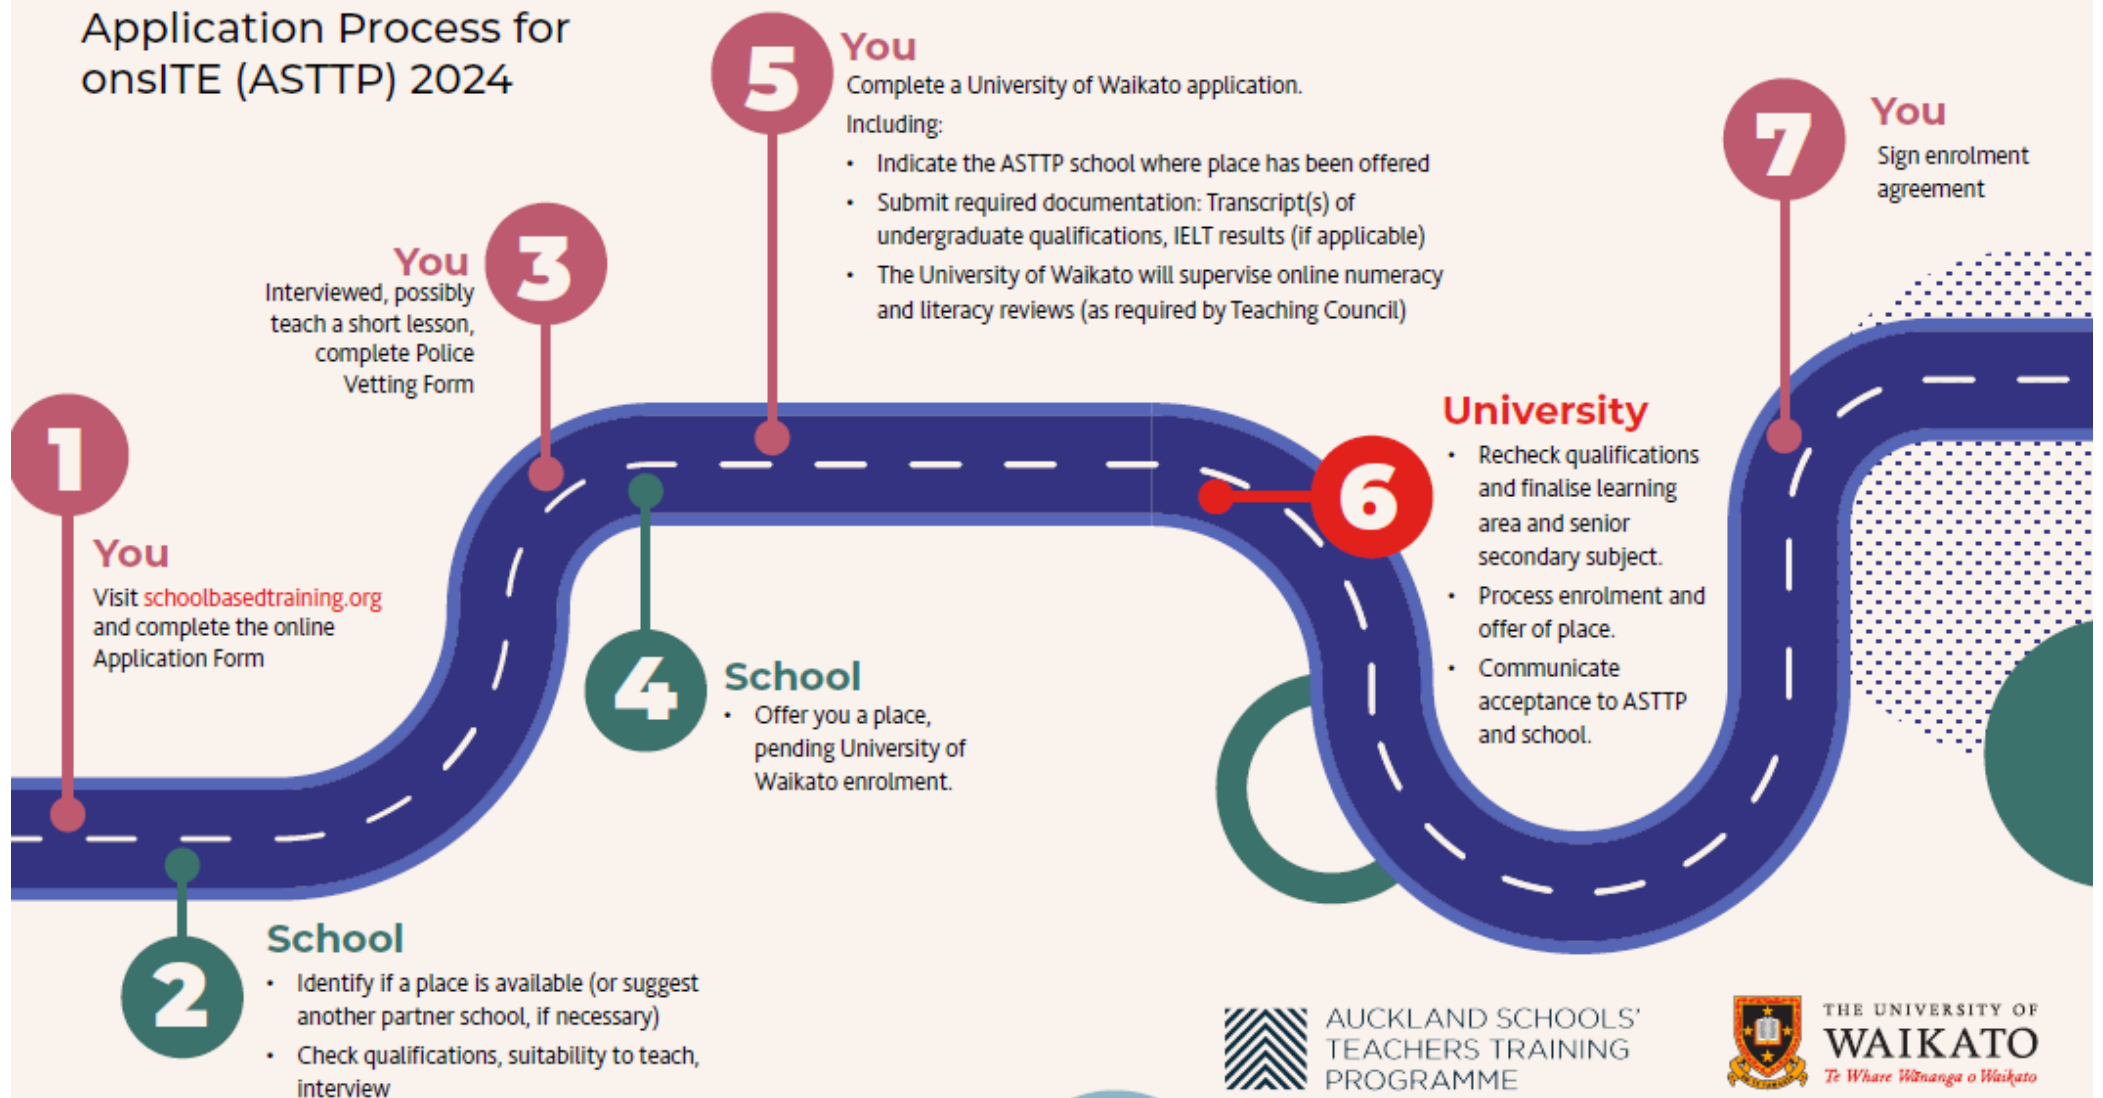 Application Process for
onsITE (ASTTP) 2024
1
You
Visit schoolbasedtraining.org
and complete the online
Application Form
2
School
• Identify if a place is available (or suggest
another partner school, if necessary)
• Check qualifications, suitability to teach,
interview
3
You
Interviewed, possibly
teach a short lesson,
complete Police
Vetting Form
4
School
• Offer you a place,
pending University of
Waikato enrolment.
5
You
Complete a University of Waikato application.
Including:
• Indicate the ASTTP school where place has been offered
• Submit required documentation: Transcript(s) of
undergraduate qualifications, IELT results (if applicable)
• The University of Waikato will supervise online numeracy
and literacy reviews (as required by Teaching Council)
6
University
• Recheck qualifications
and finalise learning
area and senior
secondary subject.
• Process enrolment and
offer of place.
• Communicate
acceptance to ASTTP
and school.
7
You
Sign enrolment
agreement
AUCKLAND SCHOOLS'
TEACHERS TRAINING
PROGRAMME
THE UNIVERSITY OF
WAIKATO
Te Whare Wānanga o Waikato